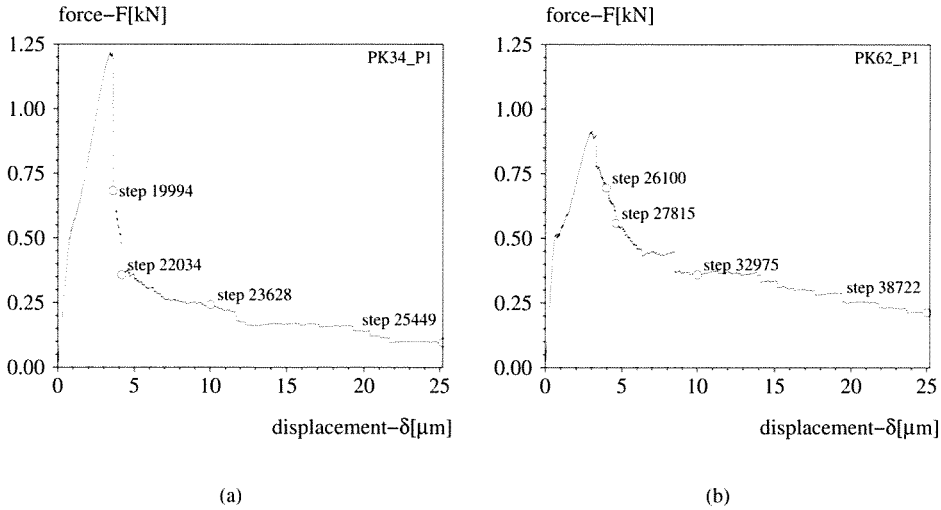 force-F[kN]
1.25
PK34_P1
1.00
0.75
step 19994
0.50
step 22034
step 23628
0.25
step 25449
0.00
0 5 10 15 20 25
displacement-δ[μm]
(a)
force-F[kN]
1.25
PK62_P1
1.00
0.75
step 26100
step 27815
0.50
step 32975
step 38722
0.25
0.00
0 5 10 15 20 25
displacement-δ[μm]
(b)